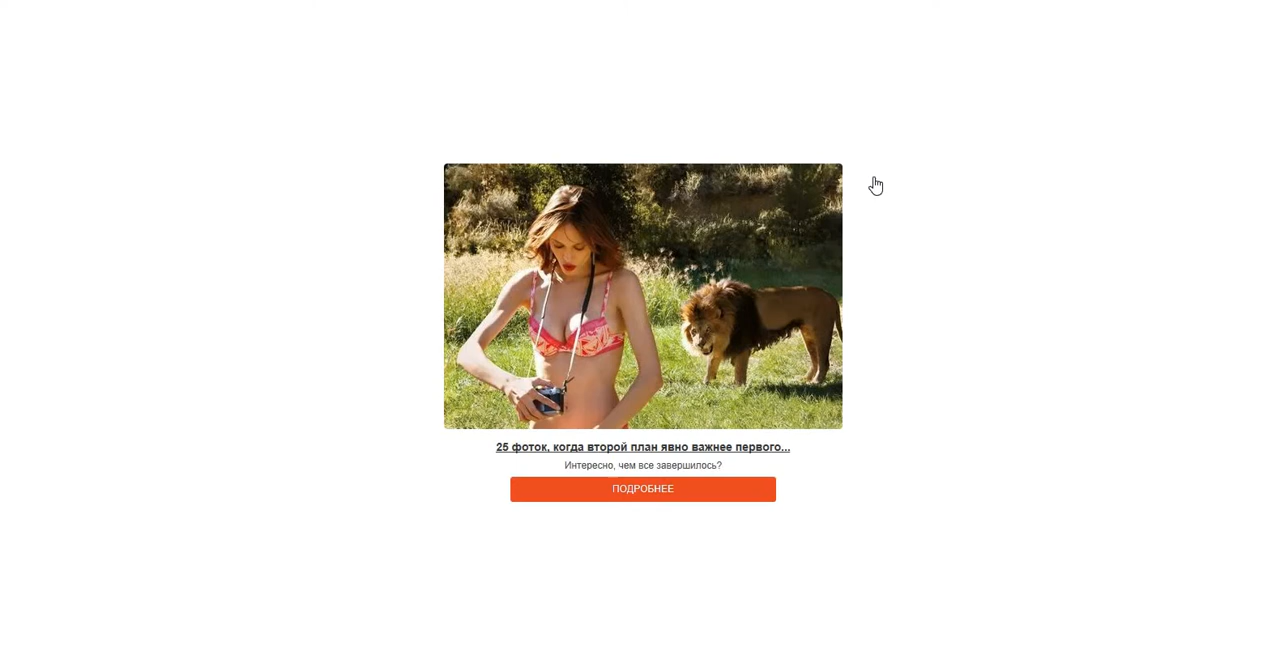 25 фоток, когда второй план явно важнее первого...
Интересно, чем все завершилось?
ПОДРОБНЕЕ